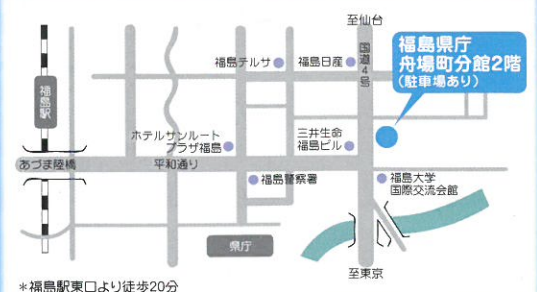 至仙台
福島県庁
舟場町分館2階
(駐車場あり)
国道4号
福島テルサ
福島日産
福島駅
ホテルサンルート
プラザ福島
三井生命
福島ビル
あづま陸橋
平和通り
福島警察署
福島大学
国際交流会館
県庁
至東京
*福島駅東口より徒歩20分